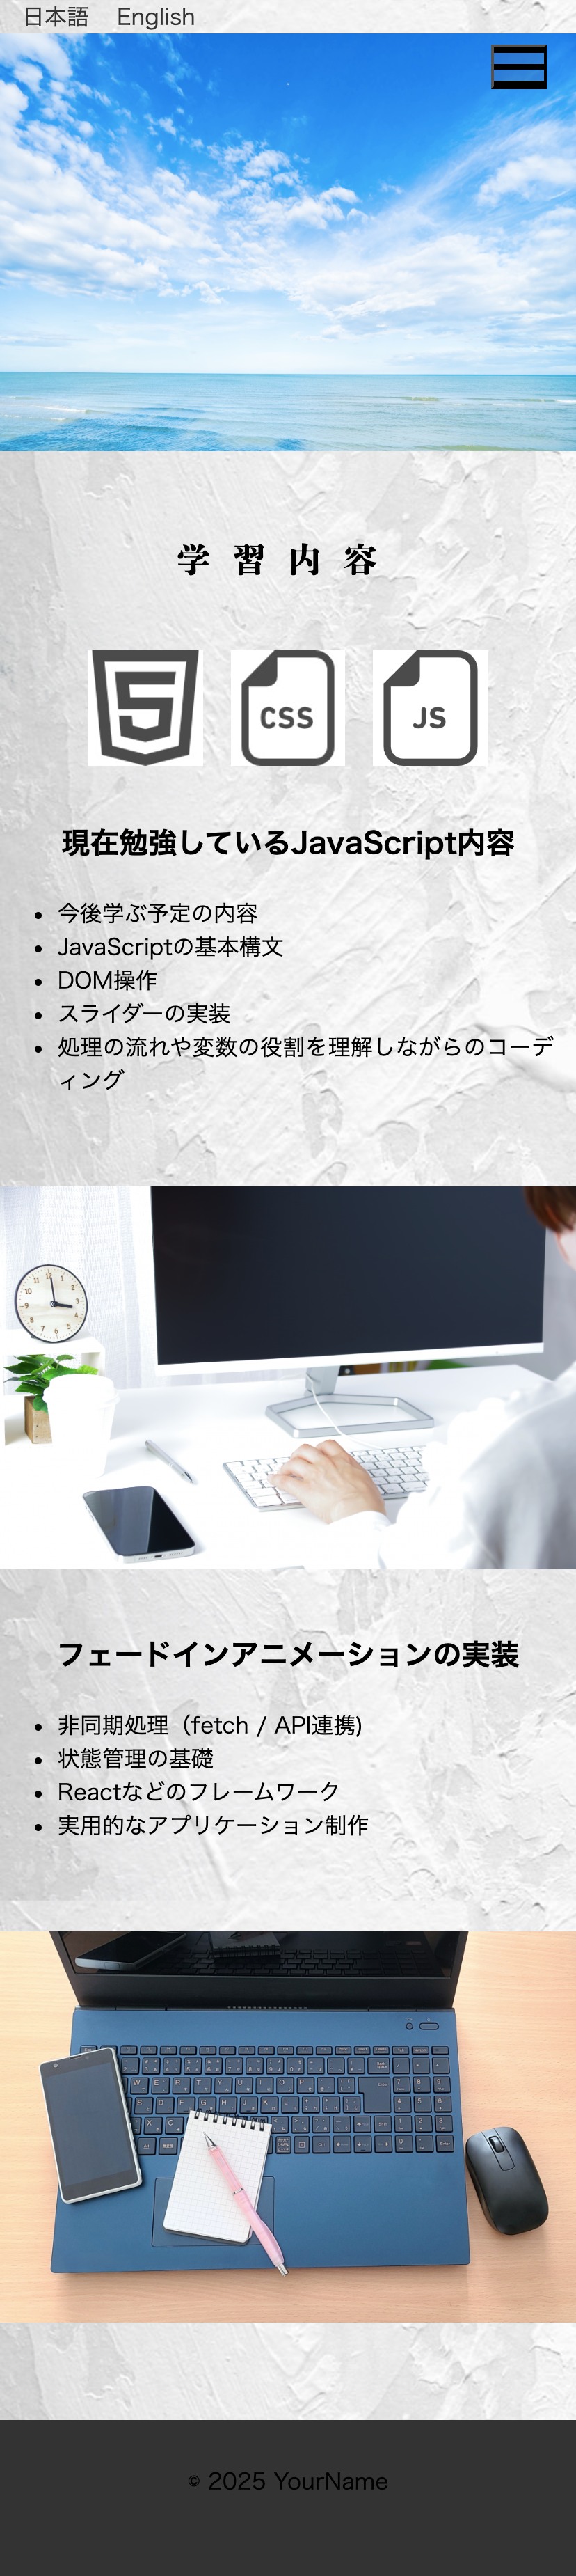 日本語 English
学習内容
CSS JS
現在勉強しているJavaScript内容
• 今後学ぶ予定の内容
• JavaScriptの基本構文
• DOM操作
• スライダーの実装
• 処理の流れや変数の役割を理解しながらのコーデ
ィング
フェードインアニメーションの実装
• 非同期処理（fetch / API連携)
• 状態管理の基礎
• Reactなどのフレームワーク
• 実用的なアプリケーション制作
© 2025 YourName